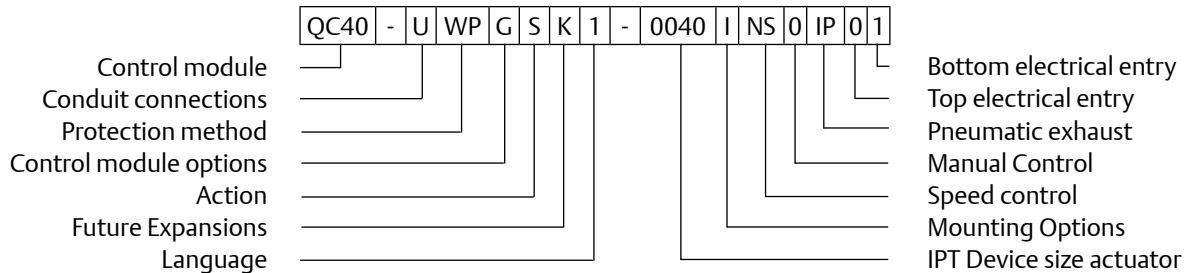 QC40 - U WP G S K 1 - 0040 I NS 0 IP 0 1
Control module
Conduit connections
Protection method
Control module options
Action
Future Expansions
Language
Bottom electrical entry
Top electrical entry
Pneumatic exhaust
Manual Control
Speed control
Mounting Options
IPT Device size actuator